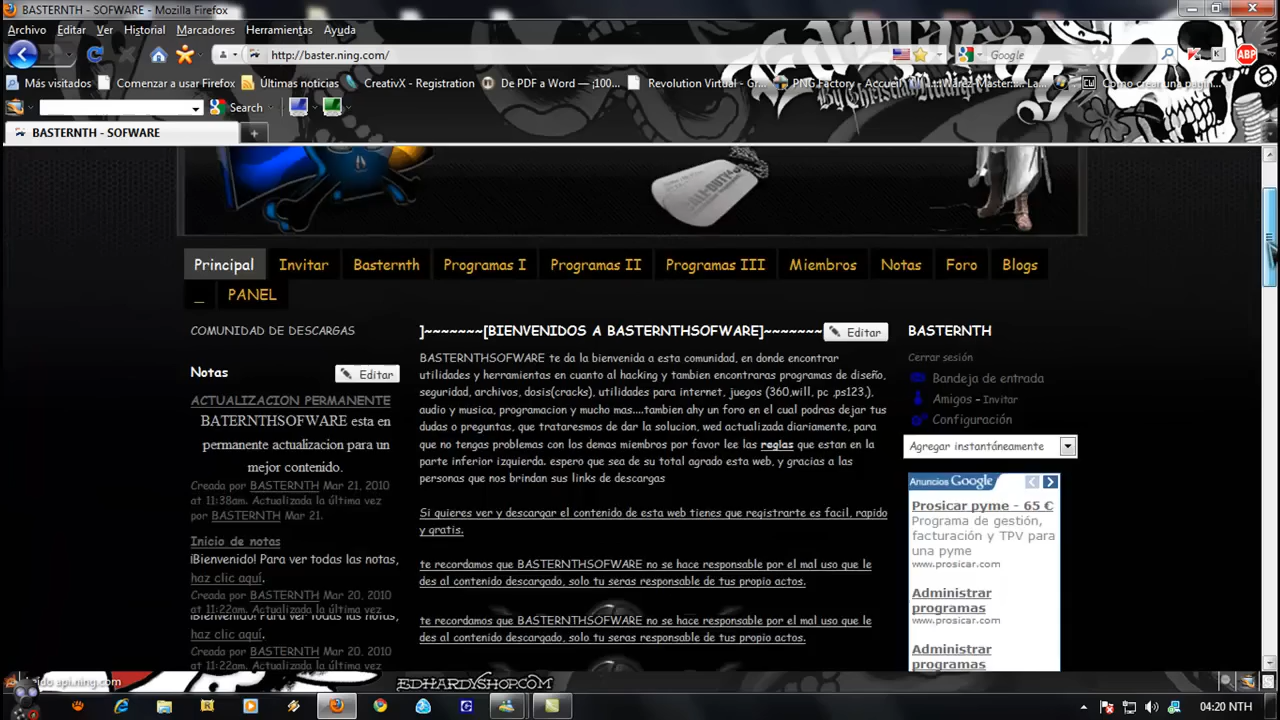 BASTERNTH - SOFWARE - Mozilla Firefox
Archivo Editar Ver Historial Marcadores Herramientas Ayuda
http://baster.ning.com/
Google
Más visitados Comenzar a usar Firefox Últimas noticias CreativX - Registration De PDF a Word — ¡100... Revolution Virtual - Gr... PNG Factory - Accueil
Como crear una pagin...
By Christian
Search
BASTERNTH - SOFWARE
CALL-DUTY
Principal Invitar Basternth Programas I Programas II Programas III Miembros Notas Foro Blogs
_ PANEL
COMUNIDAD DE DESCARGAS
Notas
Editar
ACTUALIZACION PERMANENTE
BATERNTHSOFWARE esta en
permanente actualizacion para un
mejor contenido.
Creada por BASTERNTH Mar 21, 2010
at 11:38am. Actualizada la última vez
por BASTERNTH Mar 21.
Inicio de notas
¡Bienvenido! Para ver todas las notas,
haz clic aquí.
Creada por BASTERNTH Mar 20, 2010
at 11:22am. Actualizada la última vez
¡Bienvenido! Para ver todas las notas,
haz clic aquí.
Creada por BASTERNTH Mar 20, 2010
at 11:22am. Actualizada la última vez
]~~~~~~~[BIENVENIDOS A BASTERNTHSOFWARE]~~~~~~~
Editar
BASTERNTHSOFWARE te da la bienvenida a esta comunidad, en donde encontrar
utilidades y herramientas en cuanto al hacking y tambien encontraras programas de diseño,
seguridad, archivos, dosis(cracks), utilidades para internet, juegos (360,will, pc ,ps123,),
audio y musica, programacion y mucho mas....tambien ahy un foro en el cual podras dejar tus
dudas o preguntas, que trataresmos de dar la solucion, wed actualizada diariamente, para
que no tengas problemas con los demas miembros por favor lee las reglas que estan en la
parte inferior izquierda. espero que sea de su total agrado esta web, y gracias a las
personas que nos brindan sus links de descargas
Si quieres ver y descargar el contenido de esta web tienes que registrarte es facil, rapido
y gratis.
te recordamos que BASTERNTHSOFWARE no se hace responsable por el mal uso que le
des al contenido descargado, solo tu seras responsable de tus propio actos.
te recordamos que BASTERNTHSOFWARE no se hace responsable por el mal uso que le
des al contenido descargado, solo tu seras responsable de tus propio actos.
BASTERNTH
Cerrar sesión
Bandeja de entrada
Amigos - Invitar
Configuración
Agregar instantáneamente
Anuncios Google
Prosicar pyme - 65 €
Programa de gestión,
facturación y TPV para
una pyme
www.prosicar.com
Administrar
programas
www.prosicar.com
Administrar
programas
api.ning.com
EDHARDYSHOP.COM
04:20 NTH